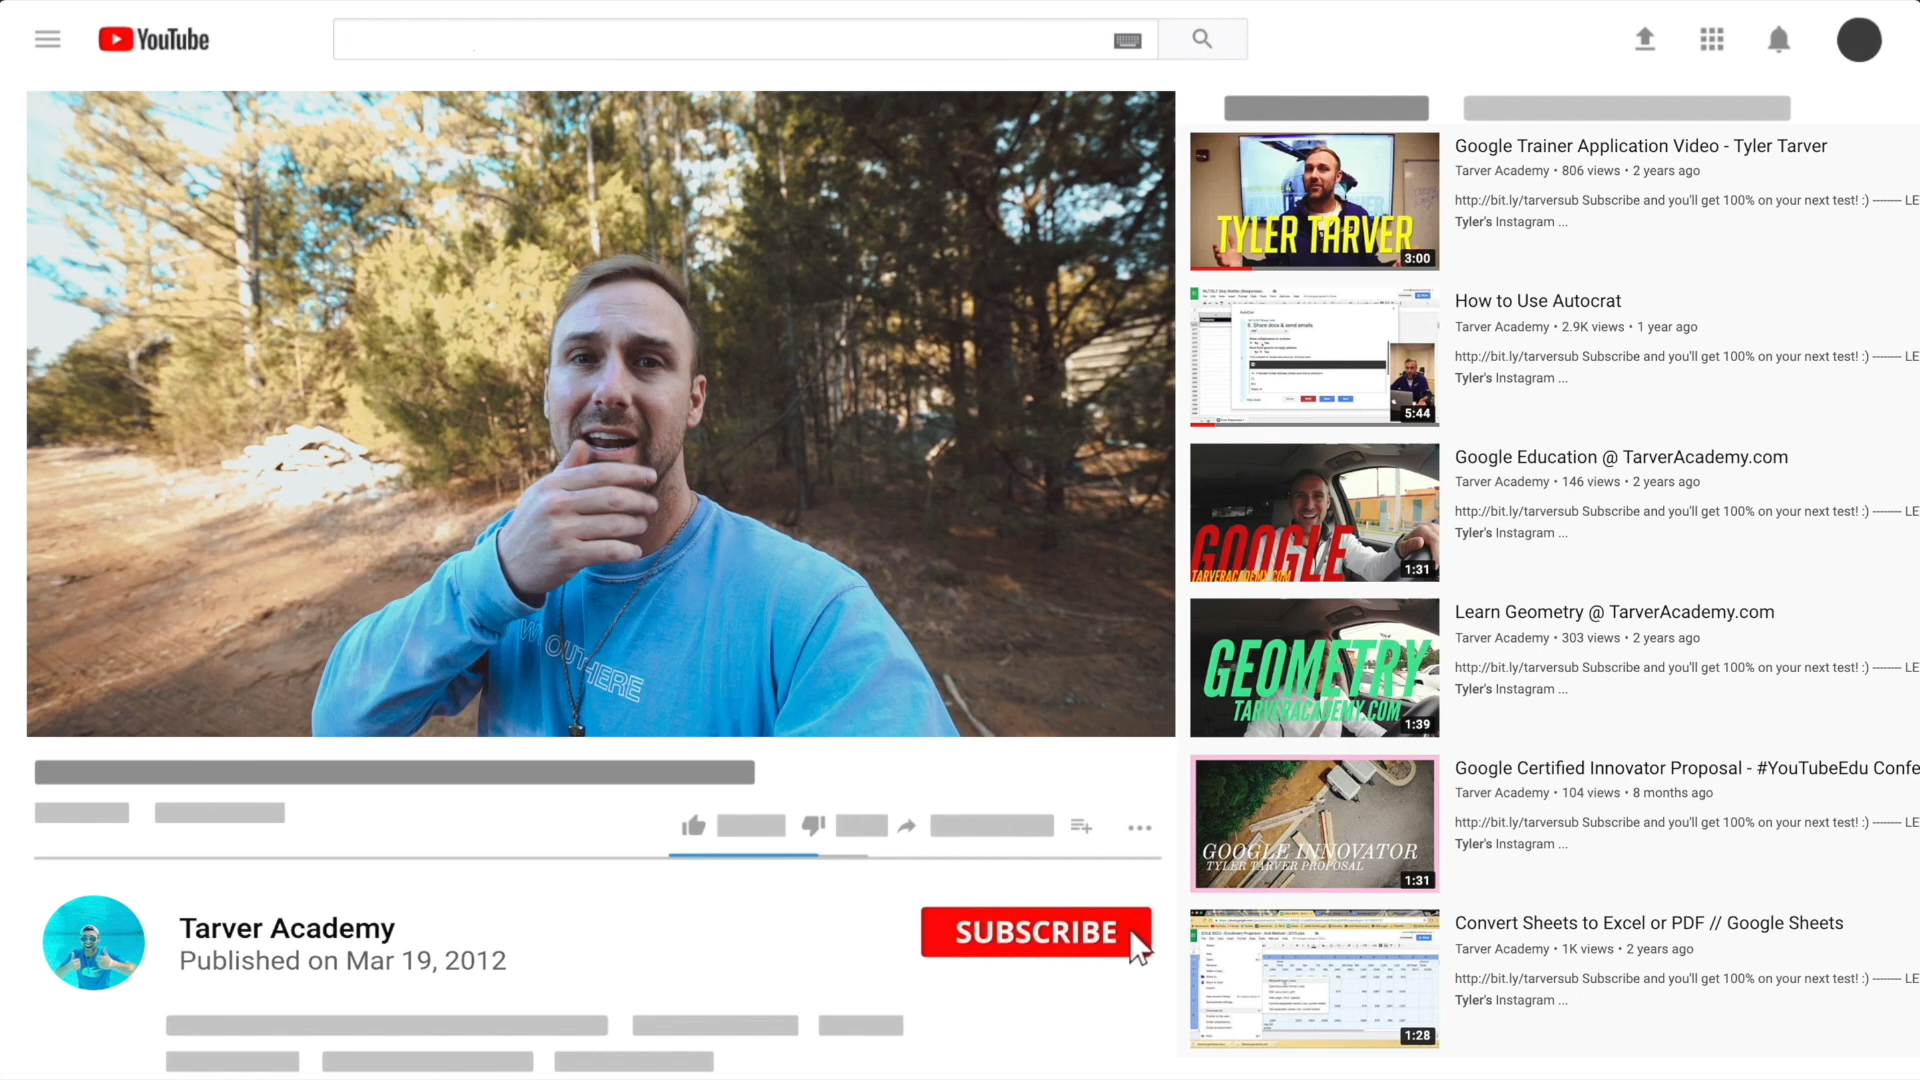 YouTube
W OUTHERE
Tarver Academy
Published on Mar 19, 2012
SUBSCRIBE
TYLER TARVER
3:00
Google Trainer Application Video - Tyler Tarver
Tarver Academy • 806 views • 2 years ago
http://bit.ly/tarversub Subscribe and you'll get 100% on your next test! :) -------- LE
Tyler's Instagram ...
8. Share docs & send emails
5:44
How to Use Autocrat
Tarver Academy • 2.9K views • 1 year ago
http://bit.ly/tarversub Subscribe and you'll get 100% on your next test! :) -------- LE
Tyler's Instagram ...
GOOGLE
TARVERACADEMY.COM
1:31
Google Education @ TarverAcademy.com
Tarver Academy • 146 views • 2 years ago
http://bit.ly/tarversub Subscribe and you'll get 100% on your next test! :) -------- LE
Tyler's Instagram ...
GEOMETRY
TARVERACADEMY.COM
1:39
Learn Geometry @ TarverAcademy.com
Tarver Academy • 303 views • 2 years ago
http://bit.ly/tarversub Subscribe and you'll get 100% on your next test! :) -------- LE
Tyler's Instagram ...
GOOGLE INNOVATOR
TYLER TARVER PROPOSAL
1:31
Google Certified Innovator Proposal - #YouTubeEdu Confe
Tarver Academy • 104 views • 8 months ago
http://bit.ly/tarversub Subscribe and you'll get 100% on your next test! :) -------- LE
Tyler's Instagram ...
1:28
Convert Sheets to Excel or PDF // Google Sheets
Tarver Academy • 1K views • 2 years ago
http://bit.ly/tarversub Subscribe and you'll get 100% on your next test! :) -------- LE
Tyler's Instagram ...